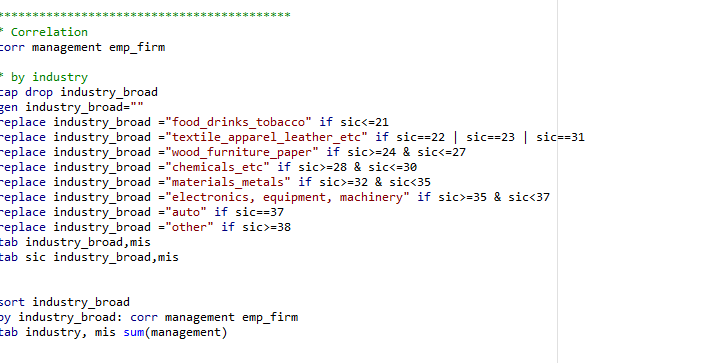 ******************************************
* Correlation
corr management emp_firm
* by industry
cap drop industry_broad
gen industry_broad=""
replace industry_broad ="food_drinks_tobacco" if sic<=21
replace industry_broad ="textile_apparel_leather_etc" if sic==22 | sic==23 | sic==31
replace industry_broad ="wood_furniture_paper" if sic>=24 & sic<=27
replace industry_broad ="chemicals_etc" if sic>=28 & sic<=30
replace industry_broad ="materials_metals" if sic>=32 & sic<35
replace industry_broad ="electronics, equipment, machinery" if sic>=35 & sic<37
replace industry_broad ="auto" if sic==37
replace industry_broad ="other" if sic>=38
tab industry_broad,mis
tab sic industry_broad,mis
sort industry_broad
by industry_broad: corr management emp_firm
tab industry, mis sum(management)